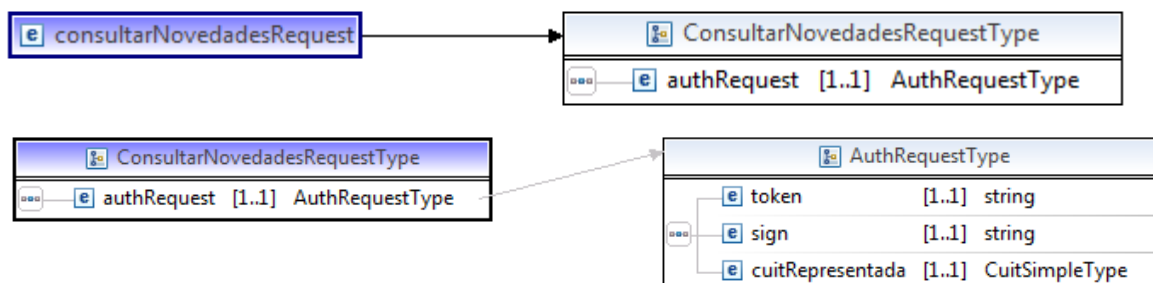 consultarNovedadesRequest
ConsultarNovedadesRequestType
authRequest [1..1] AuthRequestType
ConsultarNovedadesRequestType
authRequest [1..1] AuthRequestType
AuthRequestType
token [1..1] string
sign [1..1] string
cuitRepresentada [1..1] CuitSimpleType